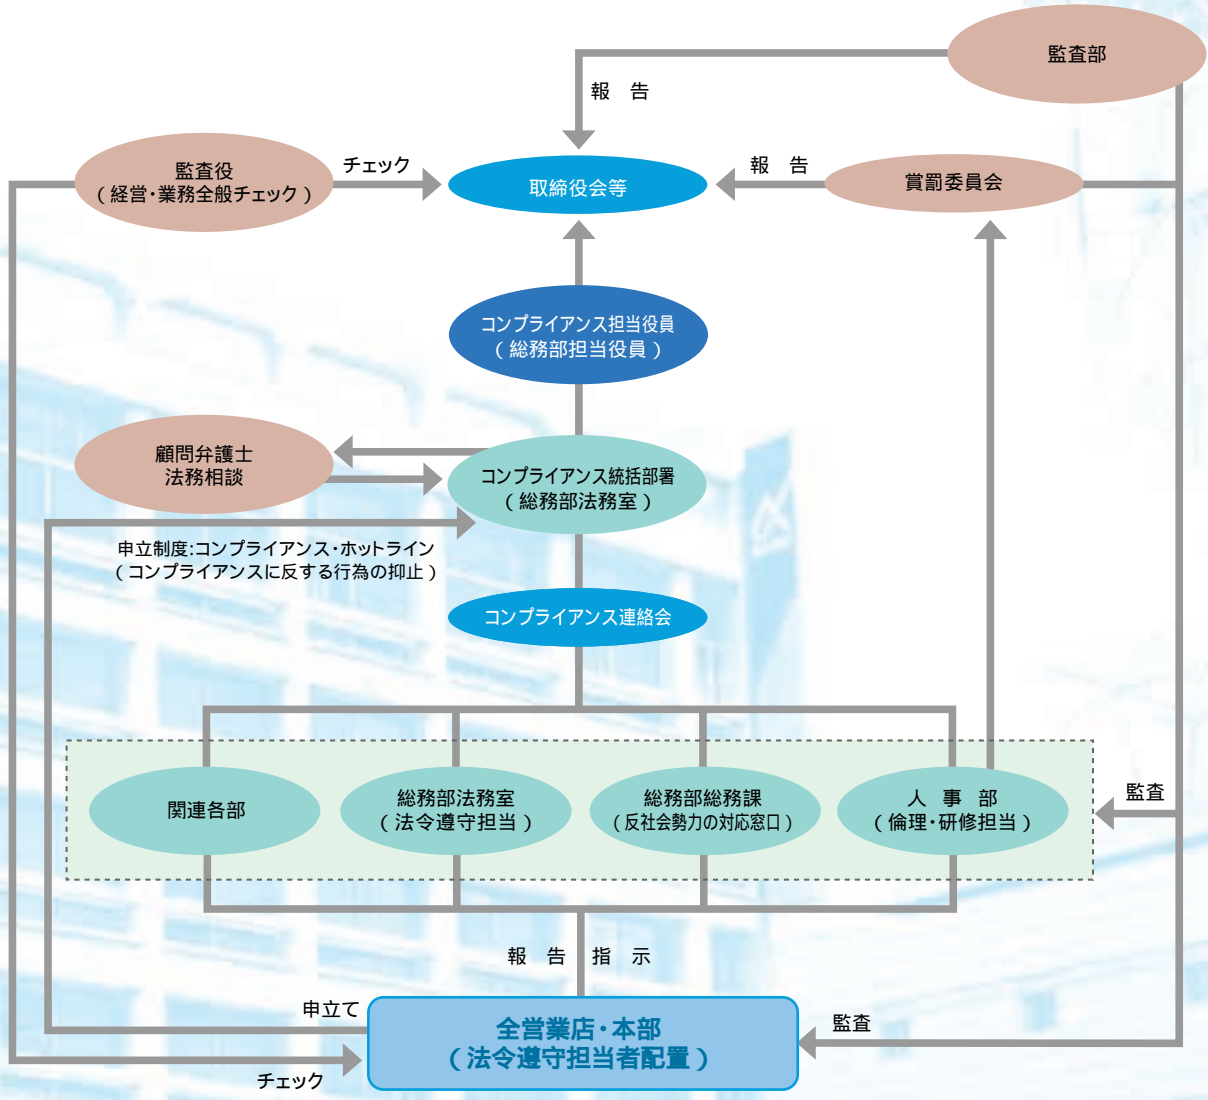 監査部
報　告
監査役
（経営・業務全般チェック）
チェック
取締役会等
報　告
賞罰委員会
コンプライアンス担当役員
（総務部担当役員）
顧問弁護士
法務相談
コンプライアンス統括部署
（総務部法務室）
申立制度:コンプライアンス・ホットライン
（コンプライアンスに反する行為の抑止）
コンプライアンス連絡会
関連各部
総務部法務室
（法令遵守担当）
総務部総務課
（反社会勢力の対応窓口）
人　事　部
（倫理・研修担当）
監査
報　告
指　示
申立て
全営業店・本部
（法令遵守担当者配置）
監査
チェック